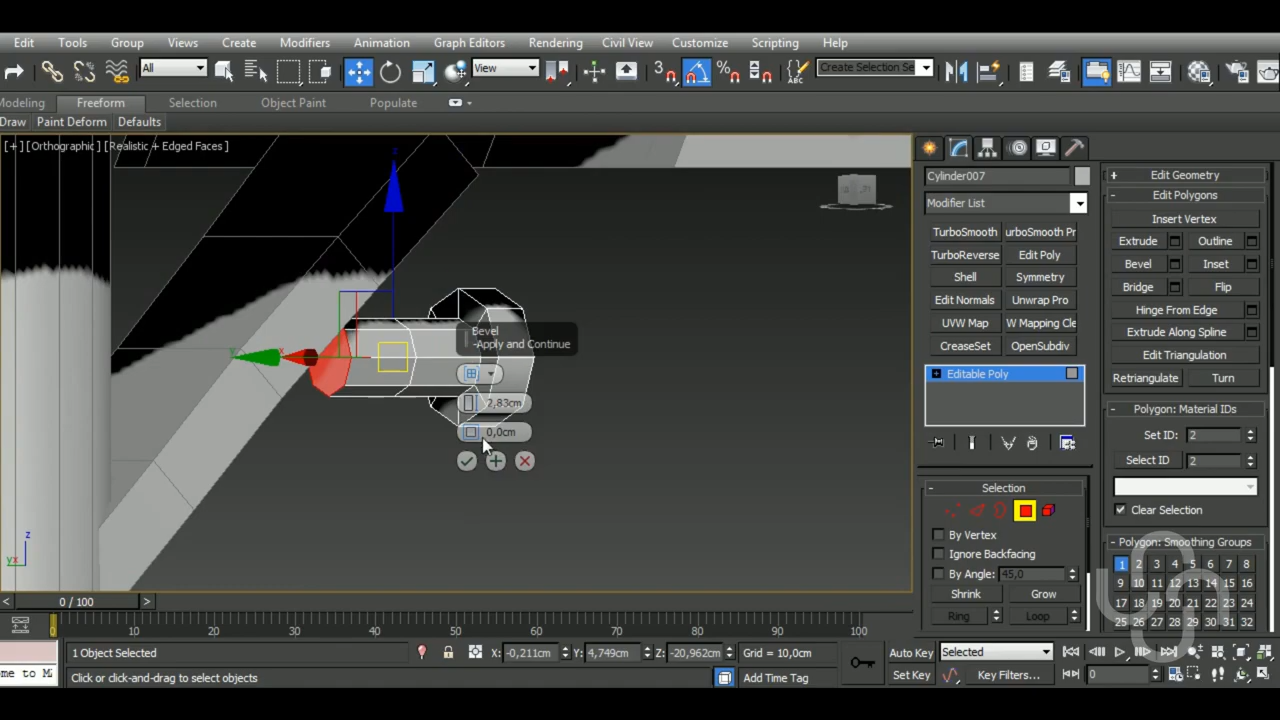 Edit Tools Group Views Create Modifiers Animation Graph Editors Rendering Civil View Customize Scripting Help
All View 3 Create Selection Se
Modeling Freeform Selection Object Paint Populate
Draw Paint Deform Defaults
[+] [Orthographic] [Realistic + Edged Faces]
Cylinder007
Modifier List
TurboSmooth urboSmooth Pr
TurboReverse Edit Poly
Shell Symmetry
Edit Normals Unwrap Pro
UVW Map W Mapping Cle
CreaseSet OpenSubdiv
Editable Poly
+ Edit Geometry
- Edit Polygons
Insert Vertex
Extrude Outline
Bevel Inset
Bridge Flip
Hinge From Edge
Extrude Along Spline
Edit Triangulation
Retriangulate Turn
- Polygon: Material IDs
Set ID: 2
Select ID 2
Clear Selection
- Polygon: Smoothing Groups
1 2 3 4 5 6 7 8
9 10 11 12 13 14 15 16
17 18 19 20 21 22 23 24
25 26 27 28 29 30 31 32
- Selection
By Vertex
Ignore Backfacing
By Angle: 45,0
Shrink Grow
Ring Loop
Bevel
-Apply and Continue
2,83cm
0,0cm
z
y x
z
yx
< 0 / 100 >
0 10 20 30 40 50 60 70 80 90 100
1 Object Selected X: -0,211cm Y: 4,749cm Z: -20,962cm Grid = 10,0cm Auto Key Selected
ome to M
Click or click-and-drag to select objects Add Time Tag Set Key Key Filters... 0